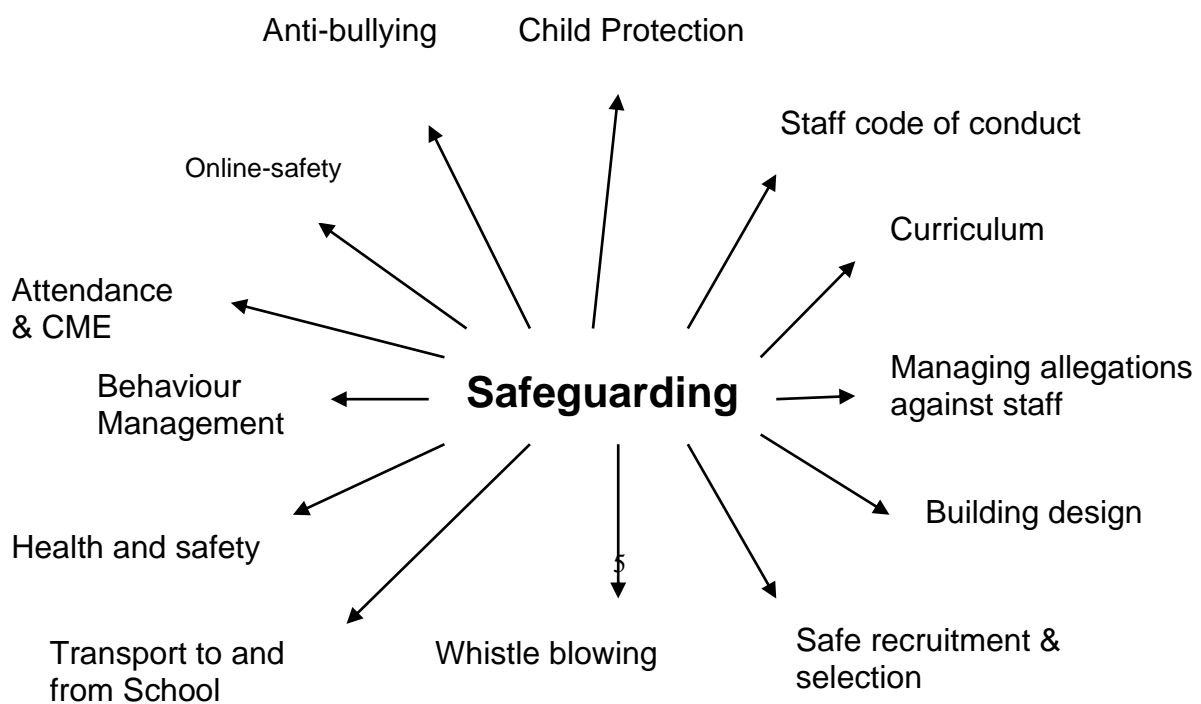 Anti-bullying
Child Protection
Staff code of conduct
Online-safety
Curriculum
Attendance
& CME
Managing allegations
against staff
Behaviour
Management
Safeguarding
Building design
Health and safety
5
Safe recruitment &
selection
Transport to and
from School
Whistle blowing